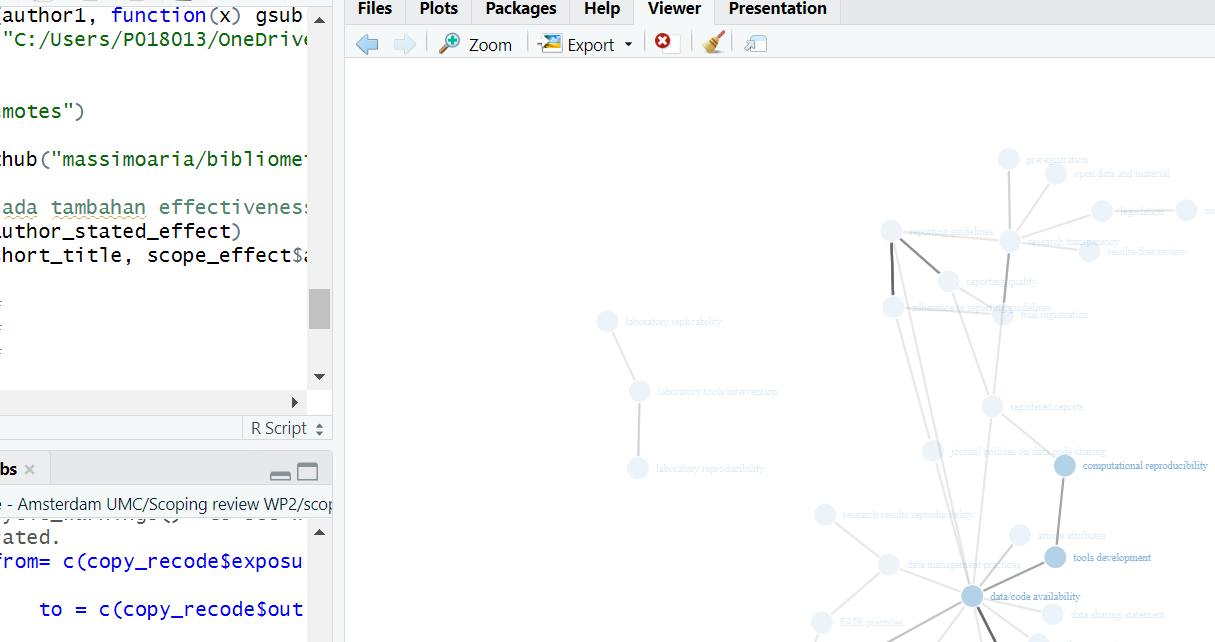 (author1, function(x) gsub
"C:/Users/P018013/OneDrive
emotes")
thub("massimoaria/bibliomet
ada tambahan effectiveness
author_stated_effect)
short_title, scope_effect$a
R Script
bs
e - Amsterdam UMC/Scoping review WP2/scop
ated.
from= c(copy_recode$exposu
to = c(copy_recode$out
Files Plots Packages Help Viewer Presentation
Zoom Export
preregistration
open data and material
legislation
co
reporting guidelines
research transparency
results-free review
reporting quality
adherence to reporting guidelines
trial registration
laboratory replicability
laboratory tools intervention
registered reports
journal policies on data/code sharing
computational reproducibility
laboratory reproducibility
research results reproducibility
article attributes
tools development
data management practices
data/code availability
data sharing statement
FAIR practices